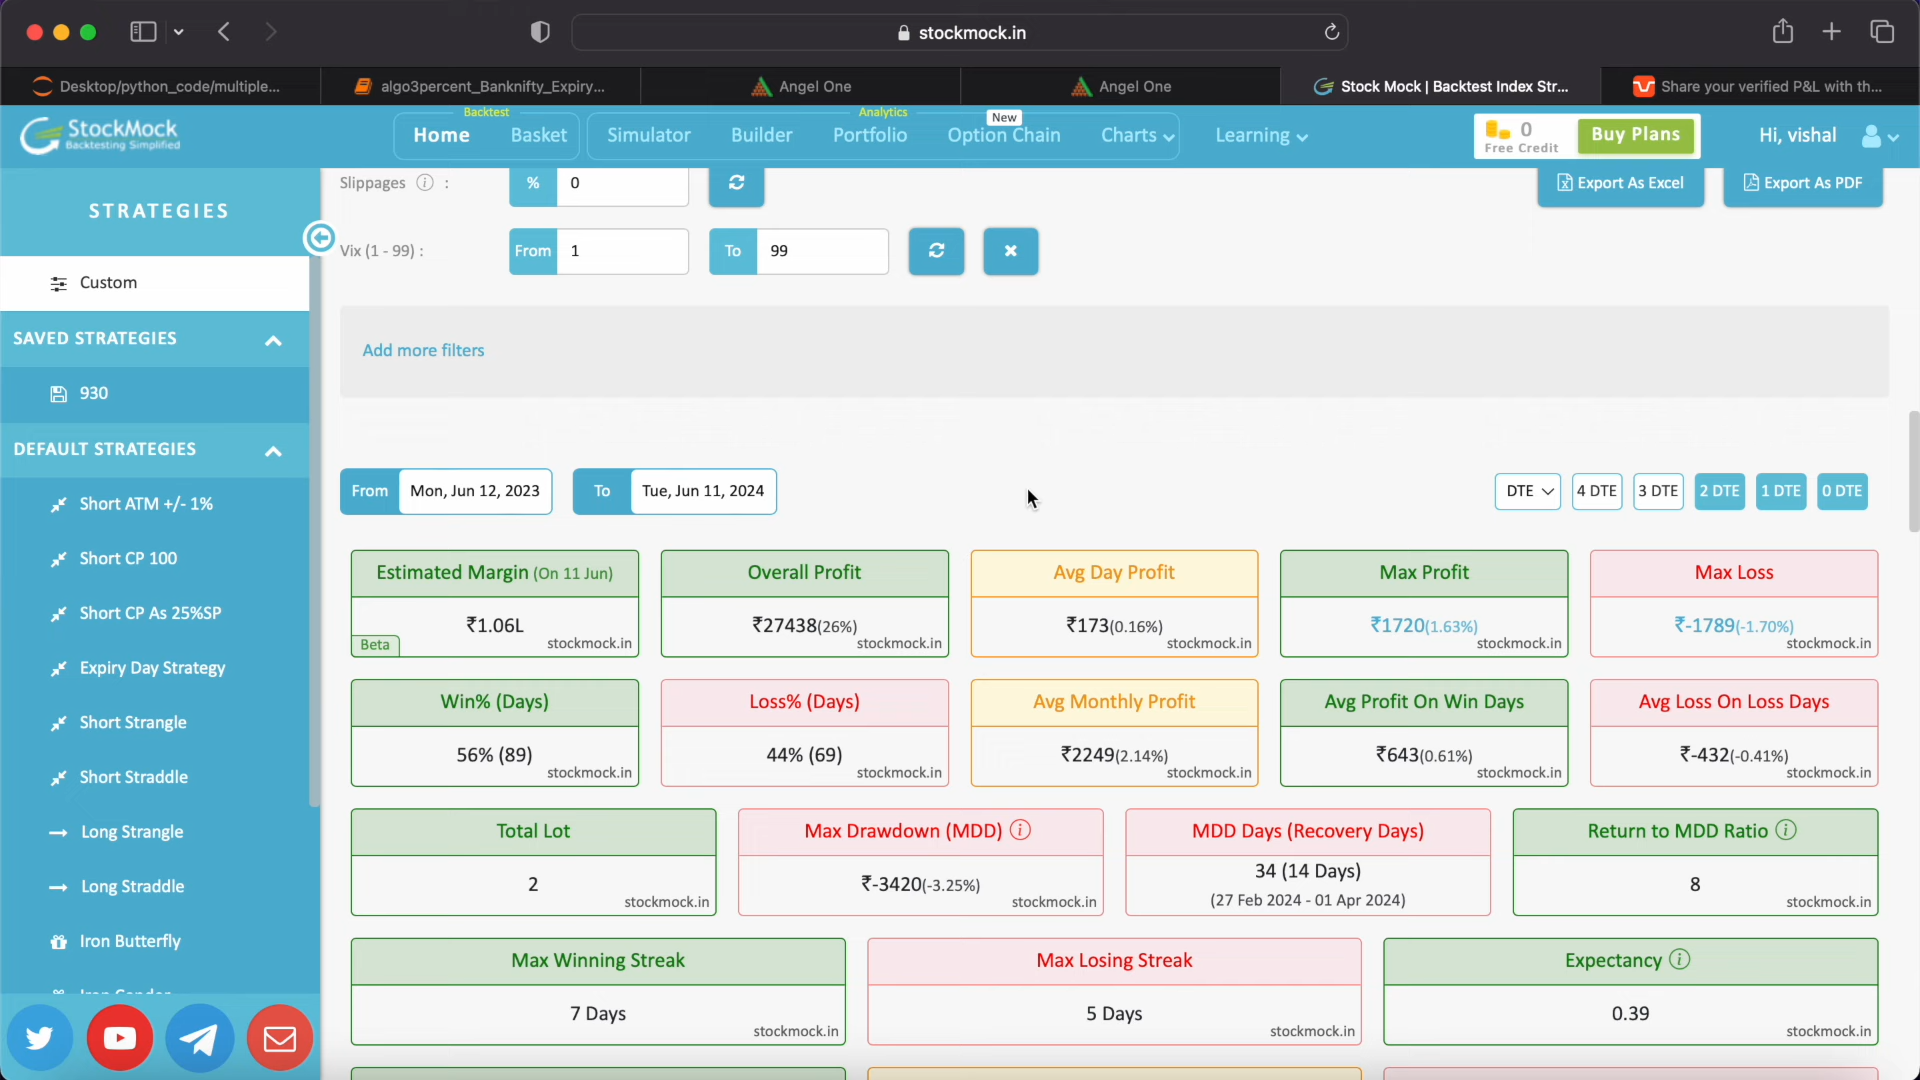 stockmock.in
Desktop/python_code/multiple...
algo3percent_Banknifty_Expiry...
Angel One
Angel One
Stock Mock | Backtest Index Str...
Share your verified P&L with th...
StockMock
Backtesting Simplified
Backtest
Home
Basket
Simulator
Builder
Analytics
Portfolio
New
Option Chain
Charts
Learning
0
Free Credit
Buy Plans
Hi, vishal
STRATEGIES
Custom
SAVED STRATEGIES
930
DEFAULT STRATEGIES
Short ATM +/- 1%
Short CP 100
Short CP As 25%SP
Expiry Day Strategy
Short Strangle
Short Straddle
Long Strangle
Long Straddle
Iron Butterfly
Slippages :
% 0
Export As Excel
Export As PDF
Vix (1 - 99) :
From 1
To 99
Add more filters
From Mon, Jun 12, 2023
To Tue, Jun 11, 2024
DTE
4 DTE
3 DTE
2 DTE
1 DTE
0 DTE
Estimated Margin (On 11 Jun)
₹1.06L
Beta
stockmock.in
Overall Profit
₹27438(26%)
stockmock.in
Avg Day Profit
₹173(0.16%)
stockmock.in
Max Profit
₹1720(1.63%)
stockmock.in
Max Loss
₹-1789(-1.70%)
stockmock.in
Win% (Days)
56% (89)
stockmock.in
Loss% (Days)
44% (69)
stockmock.in
Avg Monthly Profit
₹2249(2.14%)
stockmock.in
Avg Profit On Win Days
₹643(0.61%)
stockmock.in
Avg Loss On Loss Days
₹-432(-0.41%)
stockmock.in
Total Lot
2
stockmock.in
Max Drawdown (MDD)
₹-3420(-3.25%)
stockmock.in
MDD Days (Recovery Days)
34 (14 Days)
(27 Feb 2024 - 01 Apr 2024)
Return to MDD Ratio
8
stockmock.in
Max Winning Streak
7 Days
stockmock.in
Max Losing Streak
5 Days
stockmock.in
Expectancy
0.39
stockmock.in